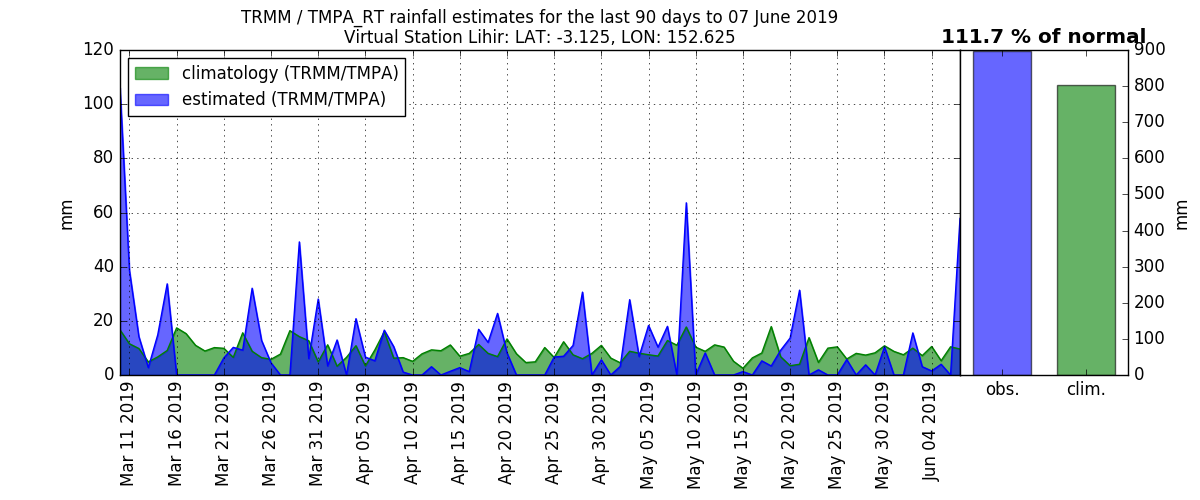 TRMM / TMPA_RT rainfall estimates for the last 90 days to 07 June 2019
Virtual Station Lihir: LAT: -3.125, LON: 152.625
111.7 % of normal
climatology (TRMM/TMPA)
estimated (TRMM/TMPA)
mm
120
100
80
60
40
20
0
Mar 11 2019
Mar 16 2019
Mar 21 2019
Mar 26 2019
Mar 31 2019
Apr 05 2019
Apr 10 2019
Apr 15 2019
Apr 20 2019
Apr 25 2019
Apr 30 2019
May 05 2019
May 10 2019
May 15 2019
May 20 2019
May 25 2019
May 30 2019
Jun 04 2019
obs.
clim.
900
800
700
600
500
400
300
200
100
0
mm